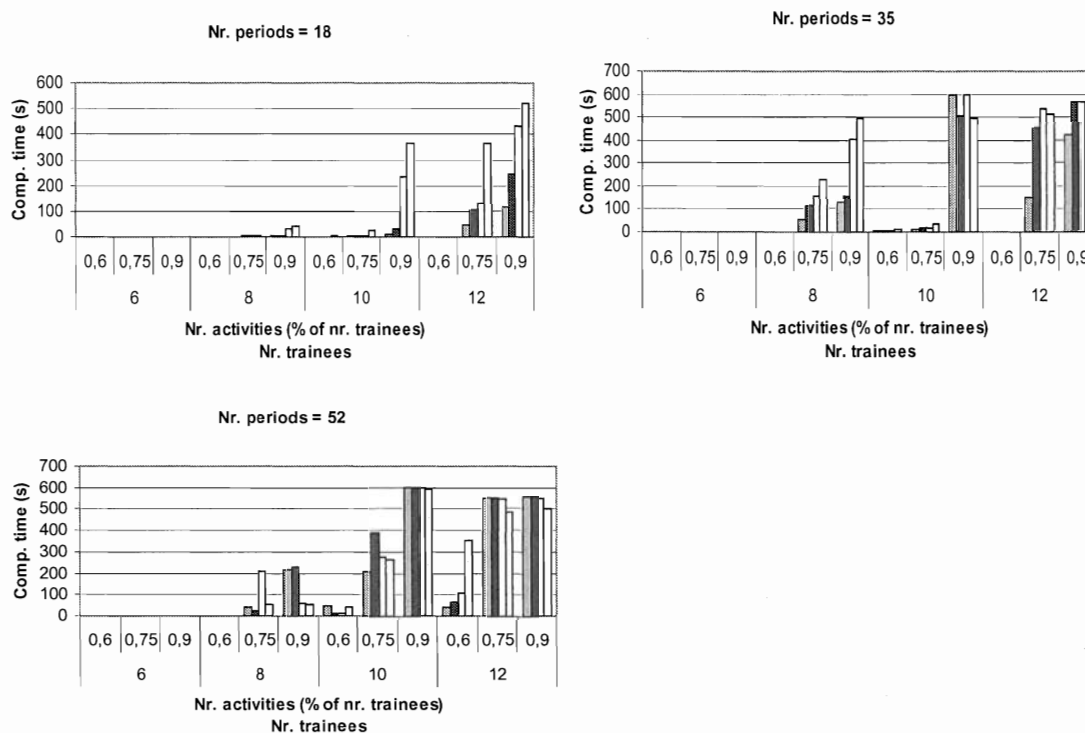 Nr. periods = 18
Comp. time (s)
600
500
400
300
200
100
0
0,6 0,75 0,9 0,6 0,75 0,9 0,6 0,75 0,9 0,6 0,75 0,9
6 8 10 12
Nr. activities (% of nr. trainees)
Nr. trainees
Nr. periods = 35
Comp. time (s)
700
600
500
400
300
200
100
0
0,6 0,75 0,9 0,6 0,75 0,9 0,6 0,75 0,9 0,6 0,75 0,9
6 8 10 12
Nr. activities (% of nr. trainees)
Nr. trainees
Nr. periods = 52
Comp. time (s)
700
600
500
400
300
200
100
0
0,6 0,75 0,9 0,6 0,75 0,9 0,6 0,75 0,9 0,6 0,75 0,9
6 8 10 12
Nr. activities (% of nr. trainees)
Nr. trainees